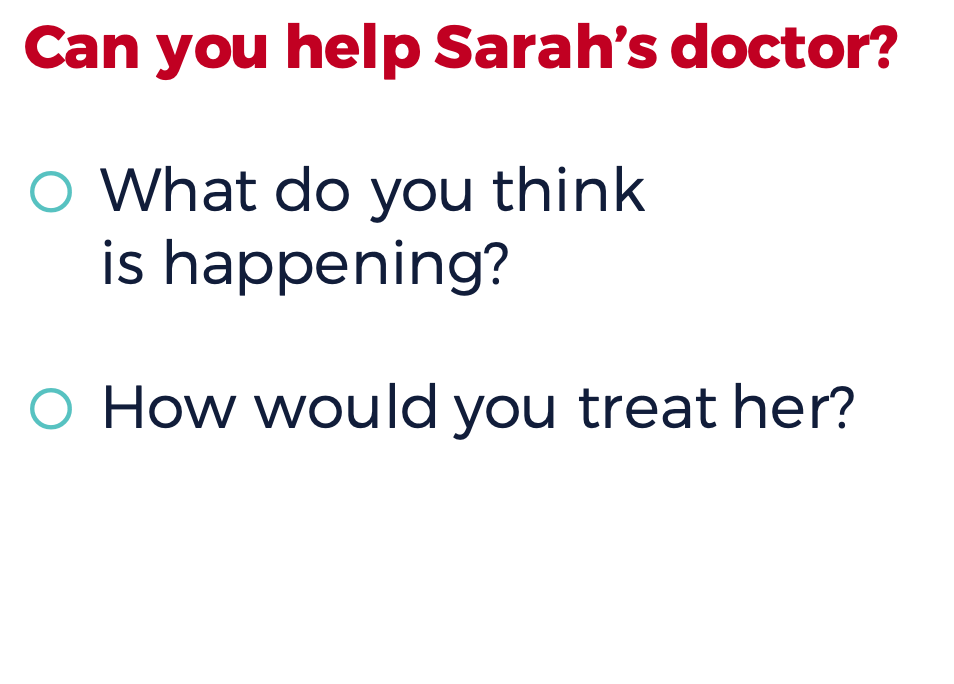 Can you help Sarah’s doctor?
What do you think
is happening?
How would you treat her?